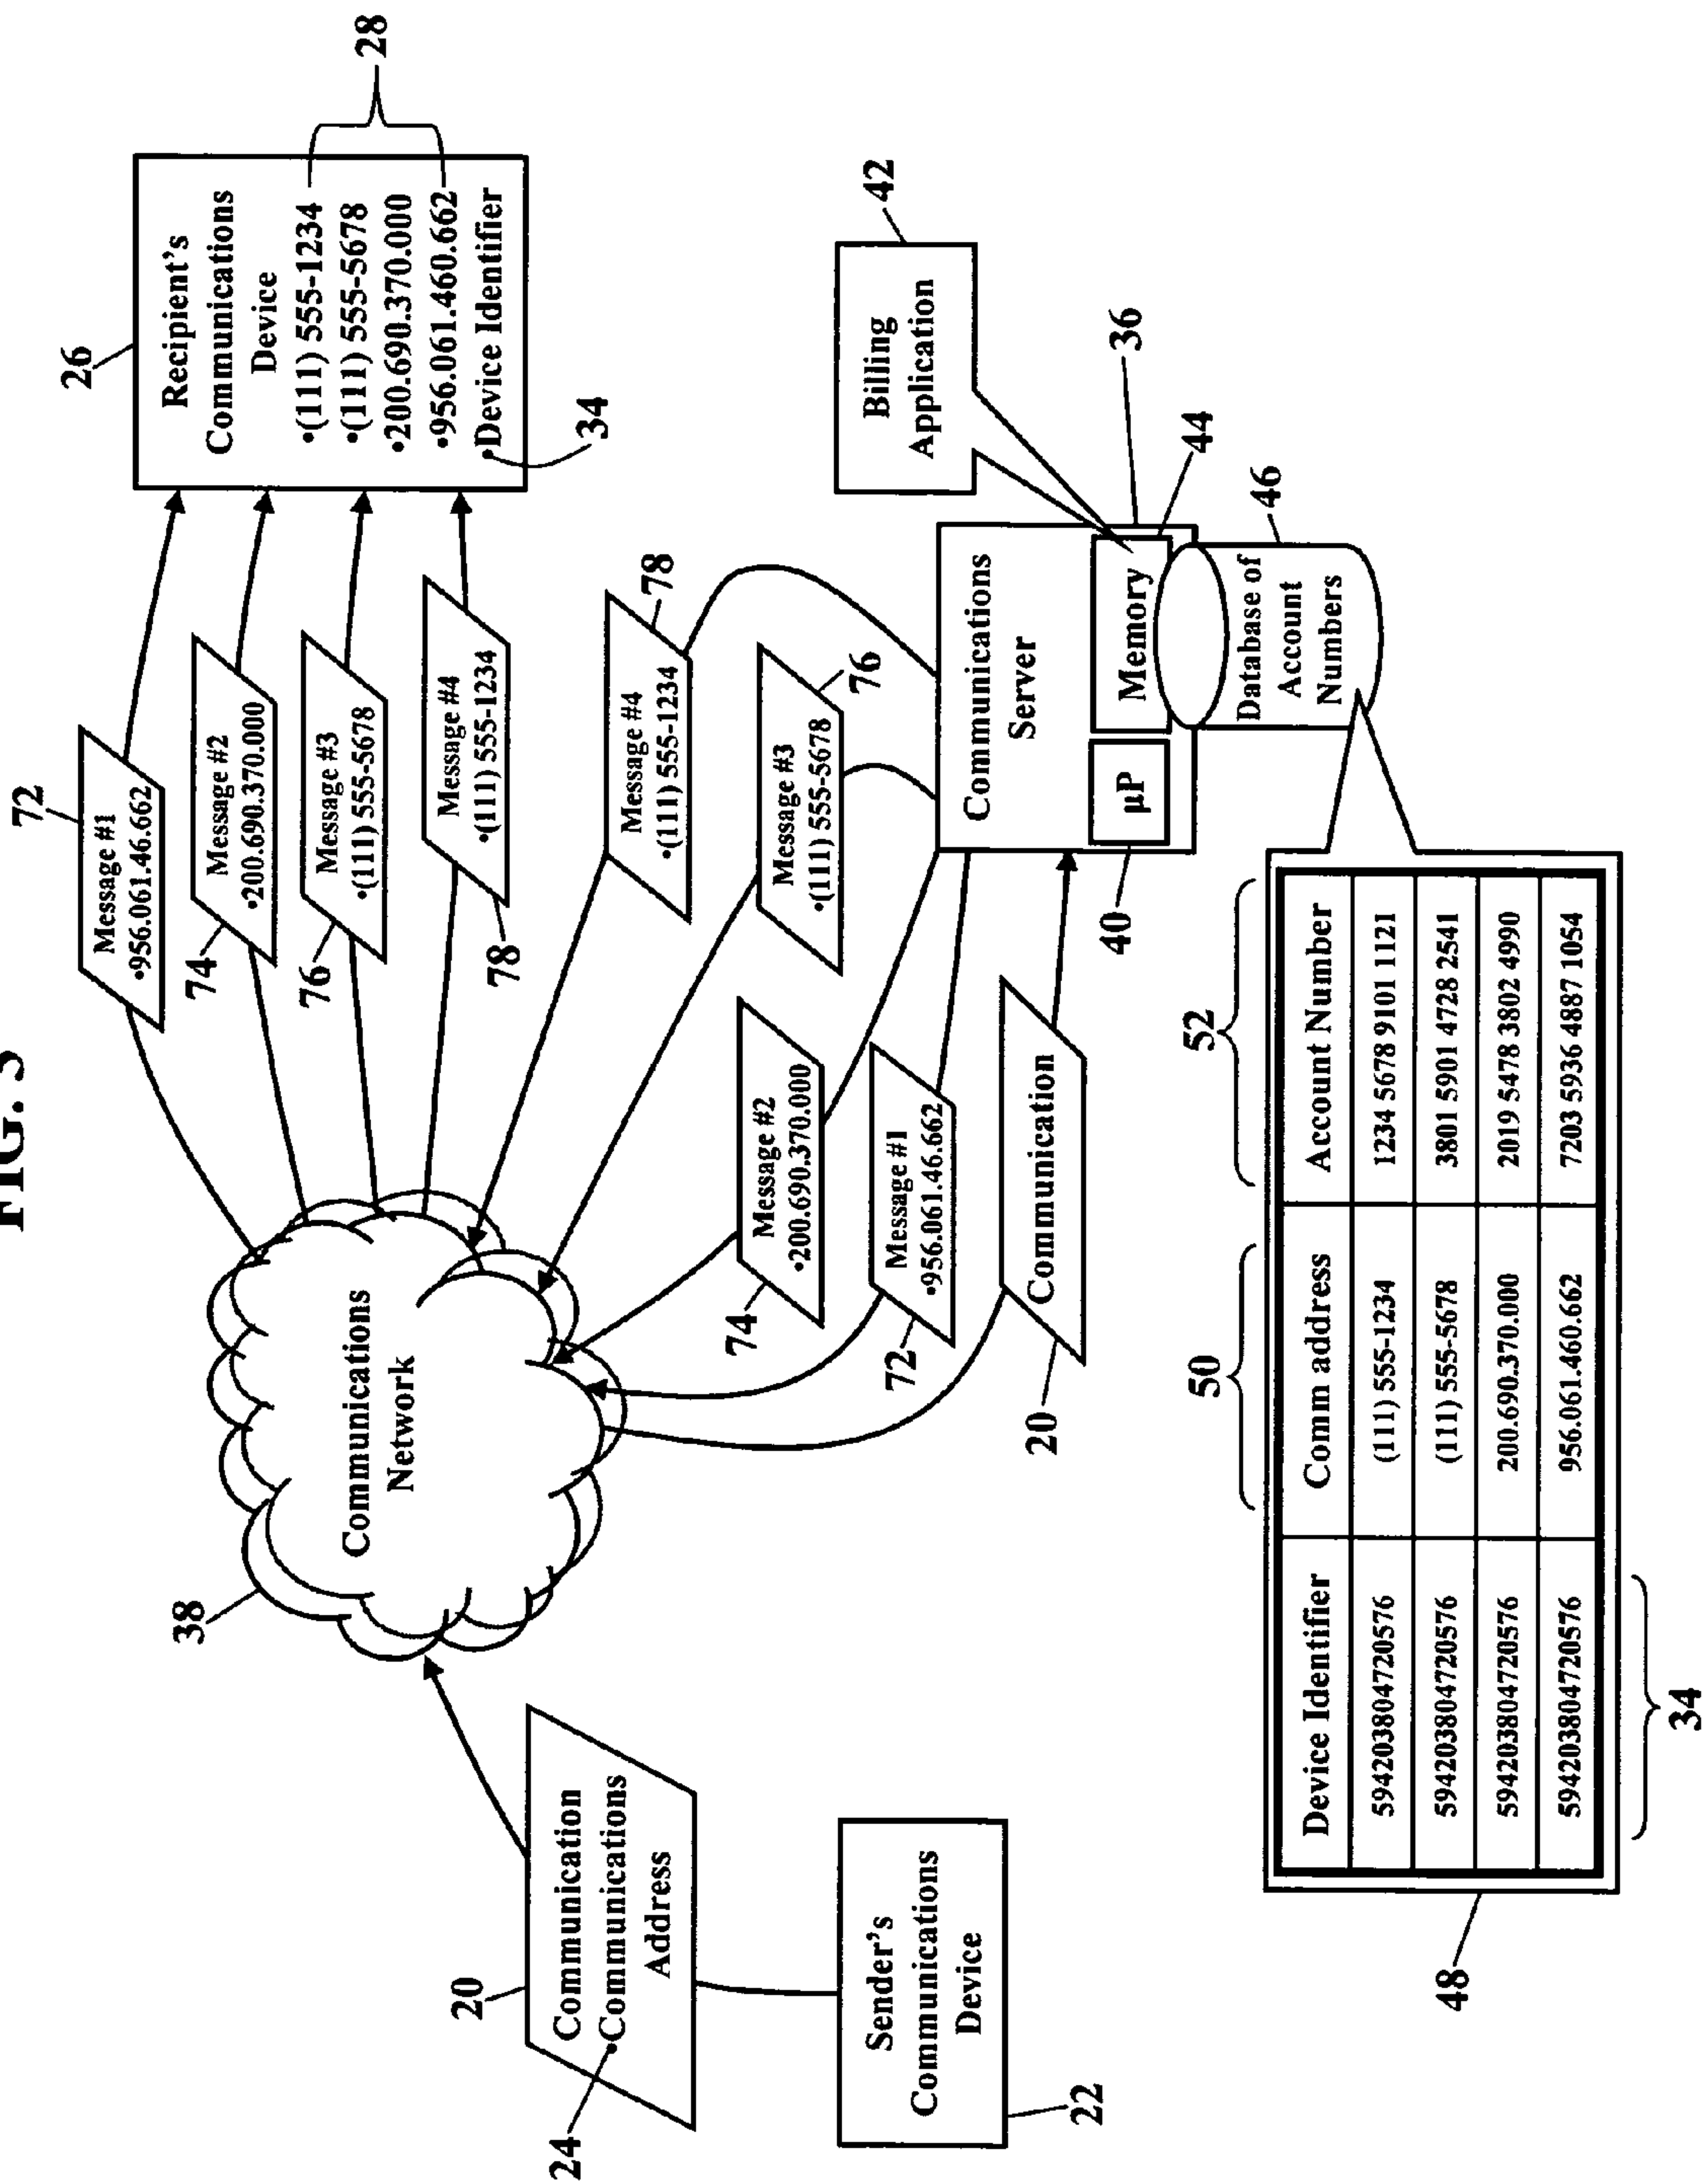 72
Message #1
•956.061.46.662
74
Message #2
•200.690.370.000
76
Message #3
•(111) 555-5678
Message #4
•(111) 555-1234
78
26
Recipient's
Communications
Device
•(111) 555-1234
•(111) 555-5678
•200.690.370.000
•956.061.460.662
•Device Identifier
28
34
38
Communications
Network
20
Communication
•Communications
Address
24
Sender's
Communications
Device
22
Message #4
•(111) 555-1234
78
Message #3
•(111) 555-5678
76
Message #2
•200.690.370.000
74
Message #1
•956.061.46.662
72
Communication
20
Billing
Application
42
Communications
Server
36
µP
40
Memory
44
Database of
Account
Numbers
46
50
52
Device Identifier Comm address Account Number
594203804720576 (111) 555-1234 1234 5678 9101 1121
594203804720576 (111) 555-5678 3801 5901 4728 2541
594203804720576 200.690.370.000 2019 5478 3802 4990
594203804720576 956.061.460.662 7203 5936 4887 1054
34
48